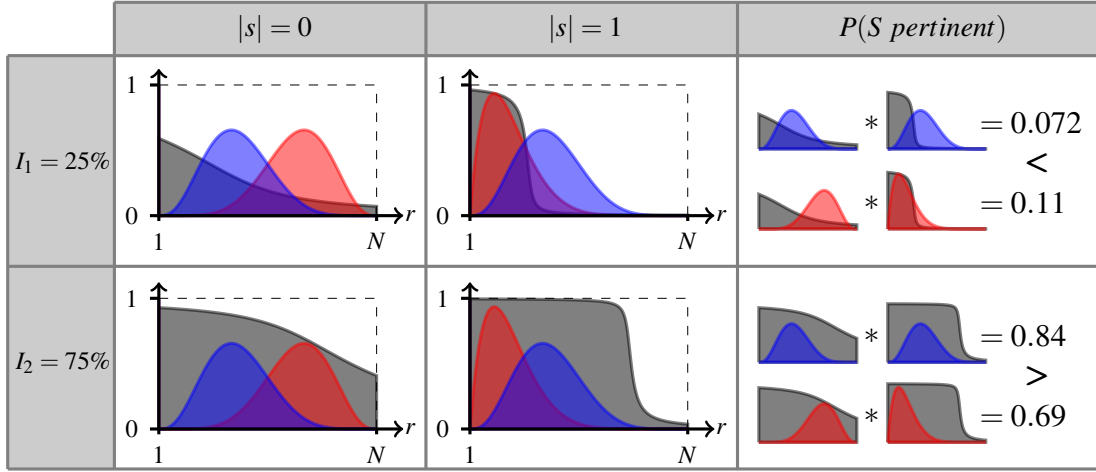 |s| = 0
|s| = 1
P(S pertinent)
I₁ = 25%
1
0
1
N
r
1
0
1
N
r
* = 0.072
<
* = 0.11
I₂ = 75%
1
0
1
N
r
1
0
1
N
r
* = 0.84
>
* = 0.69